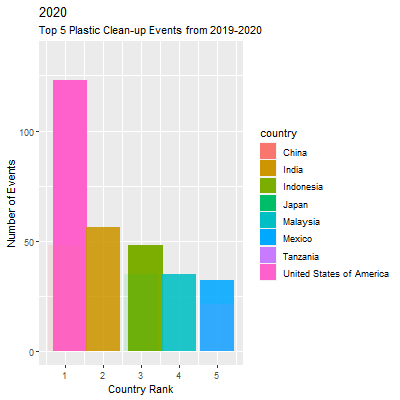 2020
Top 5 Plastic Clean-up Events from 2019-2020
Number of Events
100
50
0
1 2 3 4 5
Country Rank
country
China
India
Indonesia
Japan
Malaysia
Mexico
Tanzania
United States of America